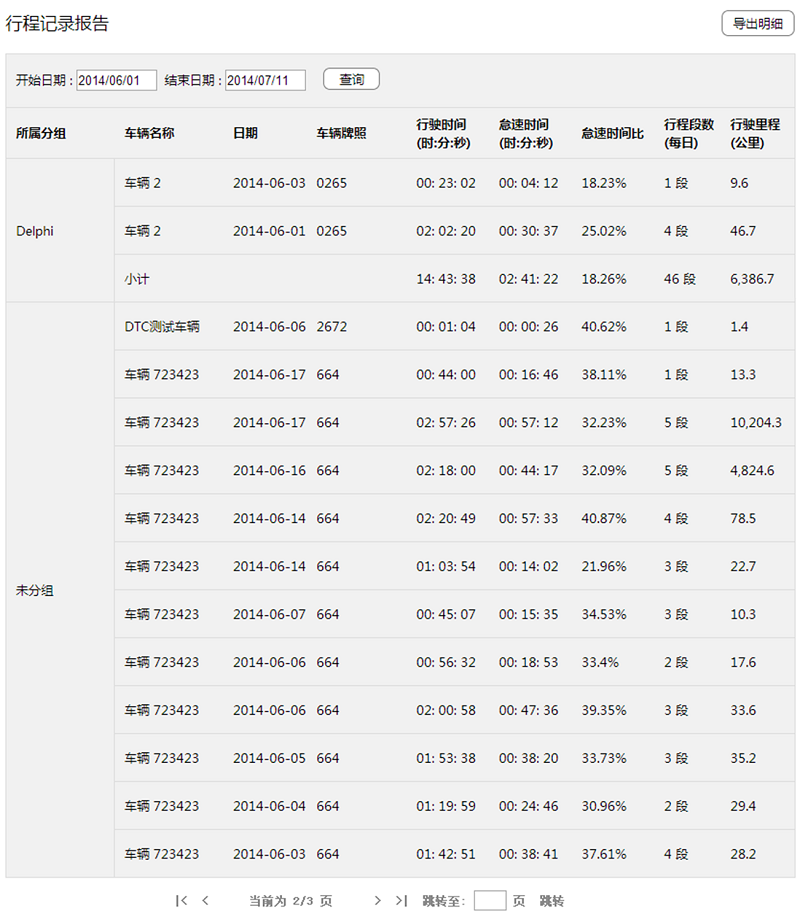 行程记录报告 导出明细
开始日期 : 2014/06/01 结束日期 : 2014/07/11 查询
所属分组 车辆名称 日期 车辆牌照 行驶时间 (时:分:秒) 怠速时间 (时:分:秒) 怠速时间比 行程段数 (每日) 行驶里程 (公里)
车辆 2 2014-06-03 0265 00: 23: 02 00: 04: 12 18.23% 1 段 9.6
Delphi 车辆 2 2014-06-01 0265 02: 02: 20 00: 30: 37 25.02% 4 段 46.7
小计 14: 43: 38 02: 41: 22 18.26% 46 段 6,386.7
DTC测试车辆 2014-06-06 2672 00: 01: 04 00: 00: 26 40.62% 1 段 1.4
车辆 723423 2014-06-17 664 00: 44: 00 00: 16: 46 38.11% 1 段 13.3
车辆 723423 2014-06-17 664 02: 57: 26 00: 57: 12 32.23% 5 段 10,204.3
车辆 723423 2014-06-16 664 02: 18: 00 00: 44: 17 32.09% 5 段 4,824.6
车辆 723423 2014-06-14 664 02: 20: 49 00: 57: 33 40.87% 4 段 78.5
车辆 723423 2014-06-14 664 01: 03: 54 00: 14: 02 21.96% 3 段 22.7
未分组
车辆 723423 2014-06-07 664 00: 45: 07 00: 15: 35 34.53% 3 段 10.3
车辆 723423 2014-06-06 664 00: 56: 32 00: 18: 53 33.4% 2 段 17.6
车辆 723423 2014-06-06 664 02: 00: 58 00: 47: 36 39.35% 3 段 33.6
车辆 723423 2014-06-05 664 01: 53: 38 00: 38: 20 33.73% 3 段 35.2
车辆 723423 2014-06-04 664 01: 19: 59 00: 24: 46 30.96% 2 段 29.4
车辆 723423 2014-06-03 664 01: 42: 51 00: 38: 41 37.61% 4 段 28.2
|< < 当前为 2/3 页 > >| 跳转至: 页 跳转